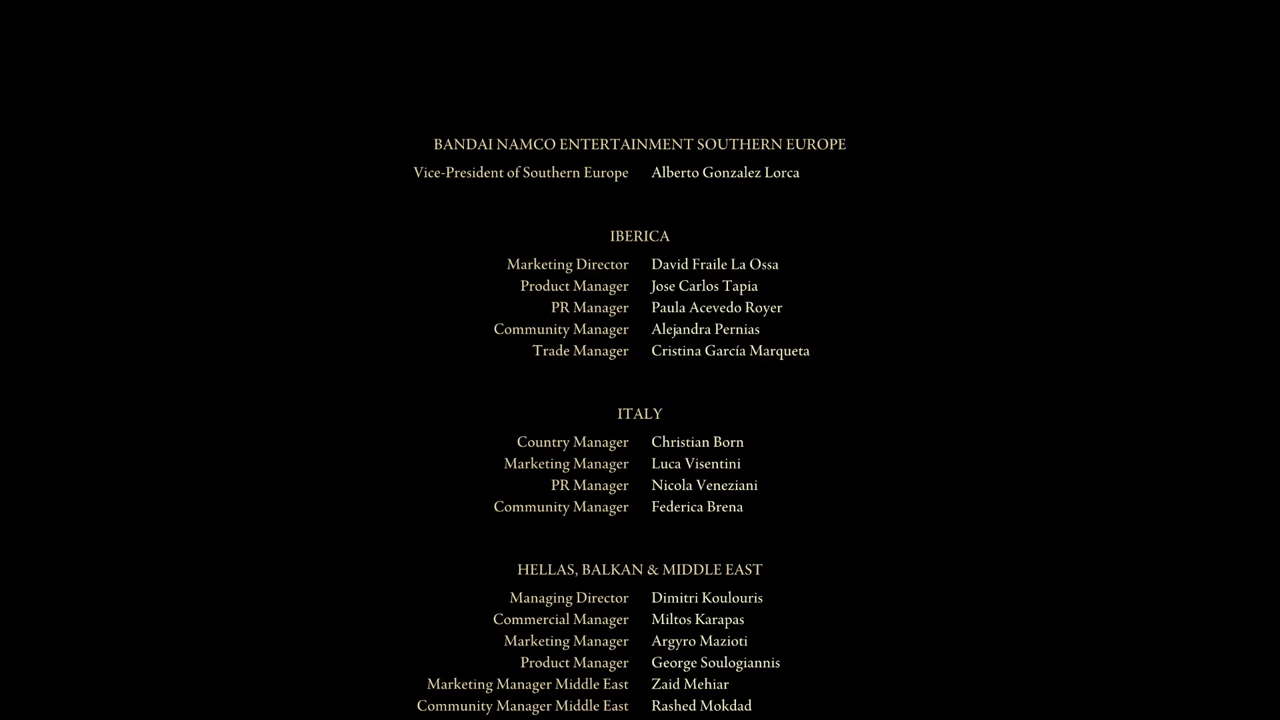 BANDAI NAMCO ENTERTAINMENT SOUTHERN EUROPE
Vice-President of Southern Europe Alberto Gonzalez Lorca
IBERICA
Marketing Director David Fraile La Ossa
Product Manager Jose Carlos Tapia
PR Manager Paula Acevedo Royer
Community Manager Alejandra Pernias
Trade Manager Cristina García Marqueta
ITALY
Country Manager Christian Born
Marketing Manager Luca Visentini
PR Manager Nicola Veneziani
Community Manager Federica Brena
HELLAS, BALKAN & MIDDLE EAST
Managing Director Dimitri Koulouris
Commercial Manager Miltos Karapas
Marketing Manager Argyro Mazioti
Product Manager George Soulogiannis
Marketing Manager Middle East Zaid Mehiar
Community Manager Middle East Rashed Mokdad